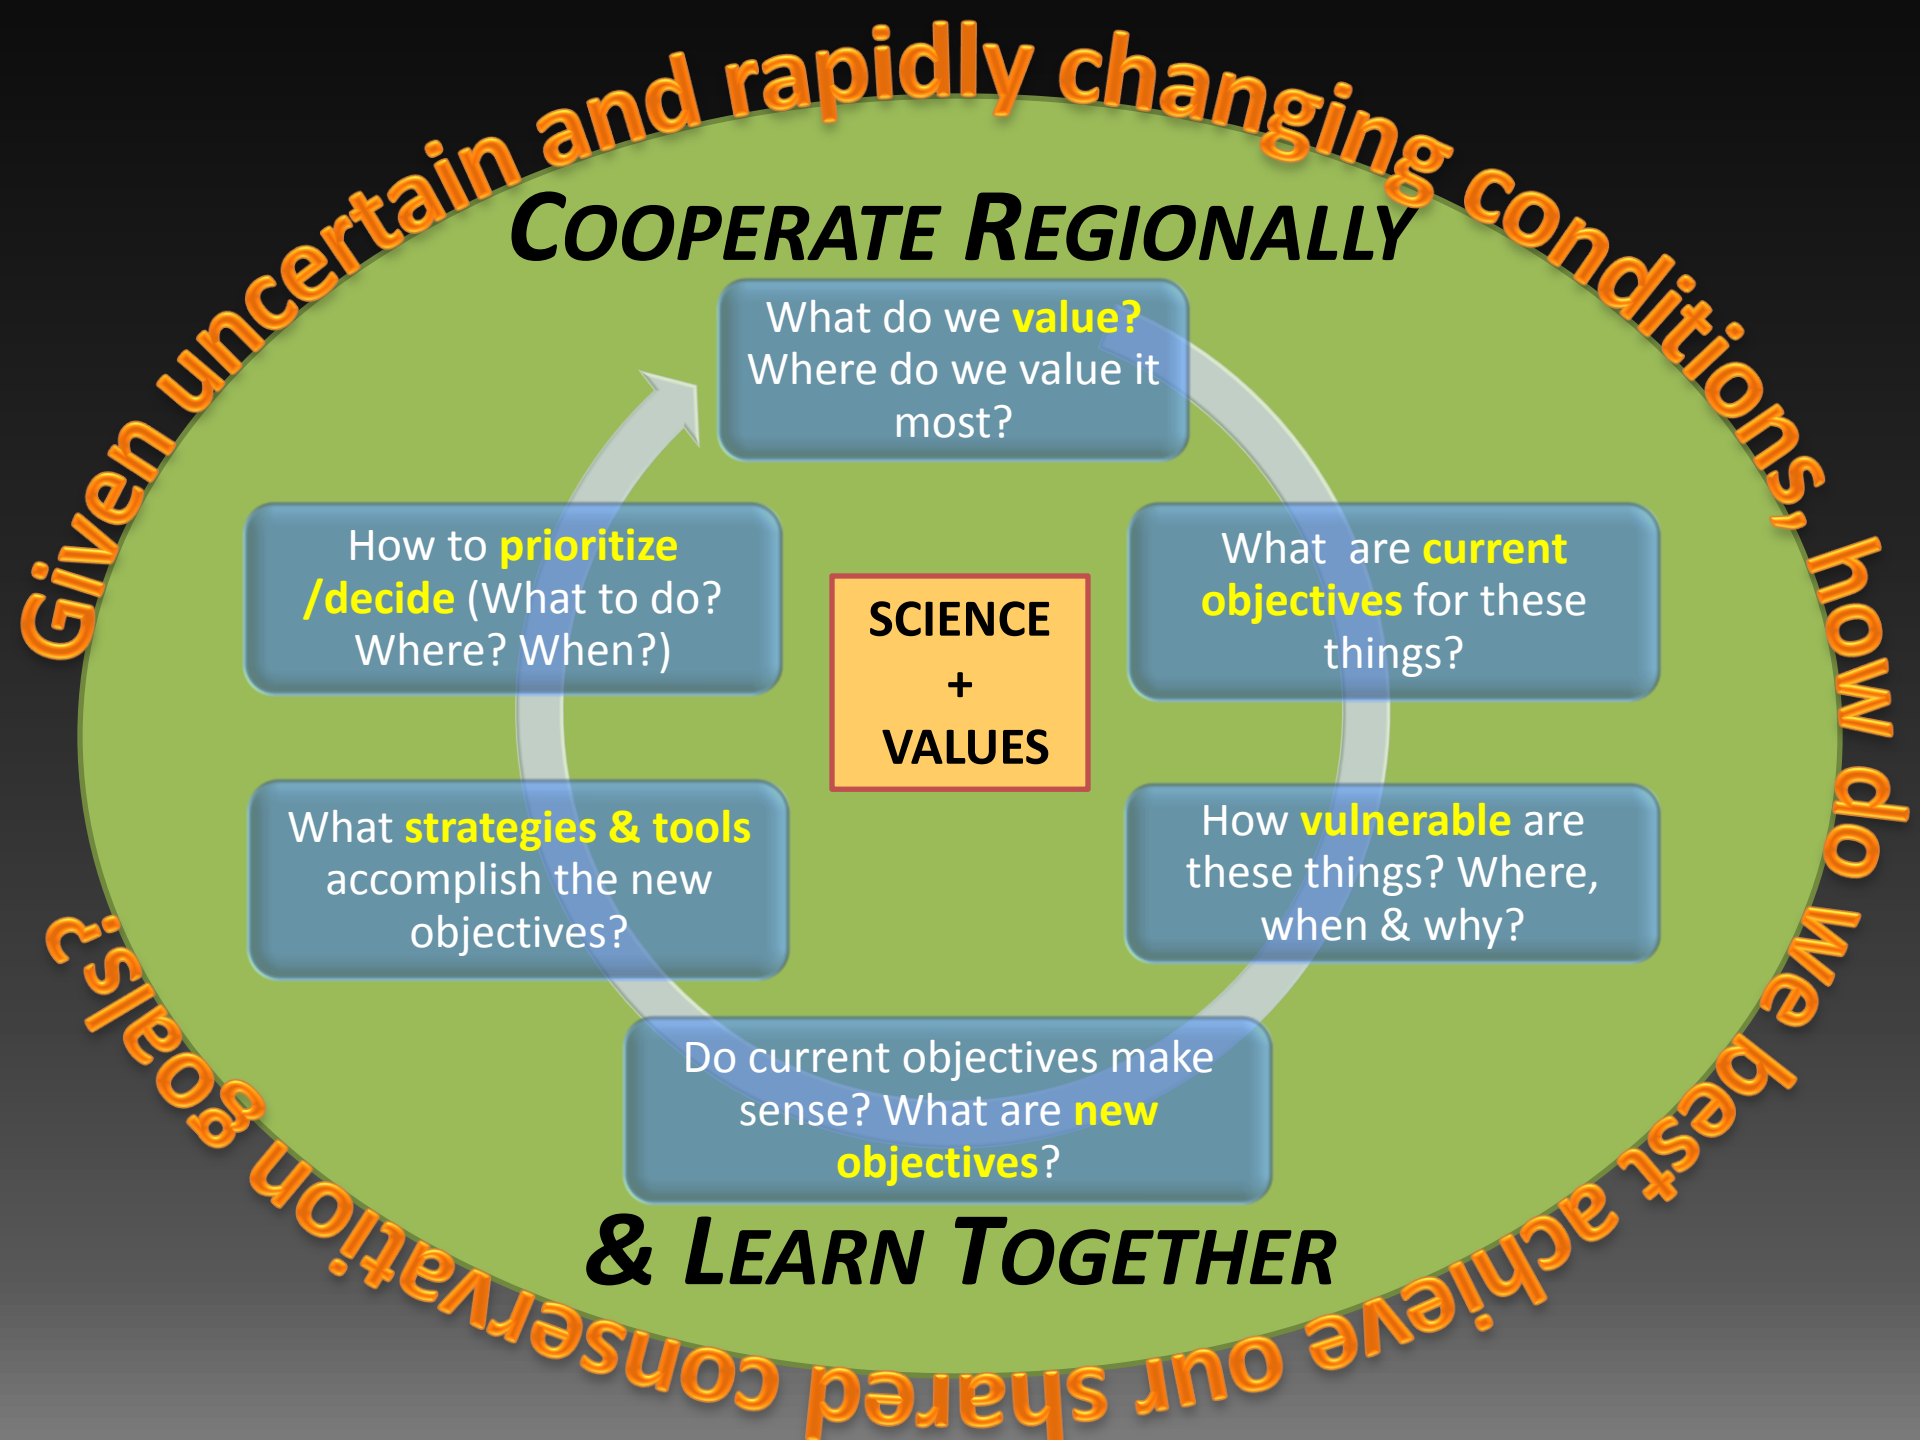 Given uncertain and rapidly changing conditions, how do we best achieve our shared conservation goals?
COOPERATE REGIONALLY
What do we value?
Where do we value it
most?
What  are current
objectives for these
things?
How vulnerable are
these things? Where,
when & why?
Do current objectives make
sense? What are new
objectives?
What strategies & tools
accomplish the new
objectives?
How to prioritize
/decide (What to do?
Where? When?)
SCIENCE
+
VALUES
& LEARN TOGETHER